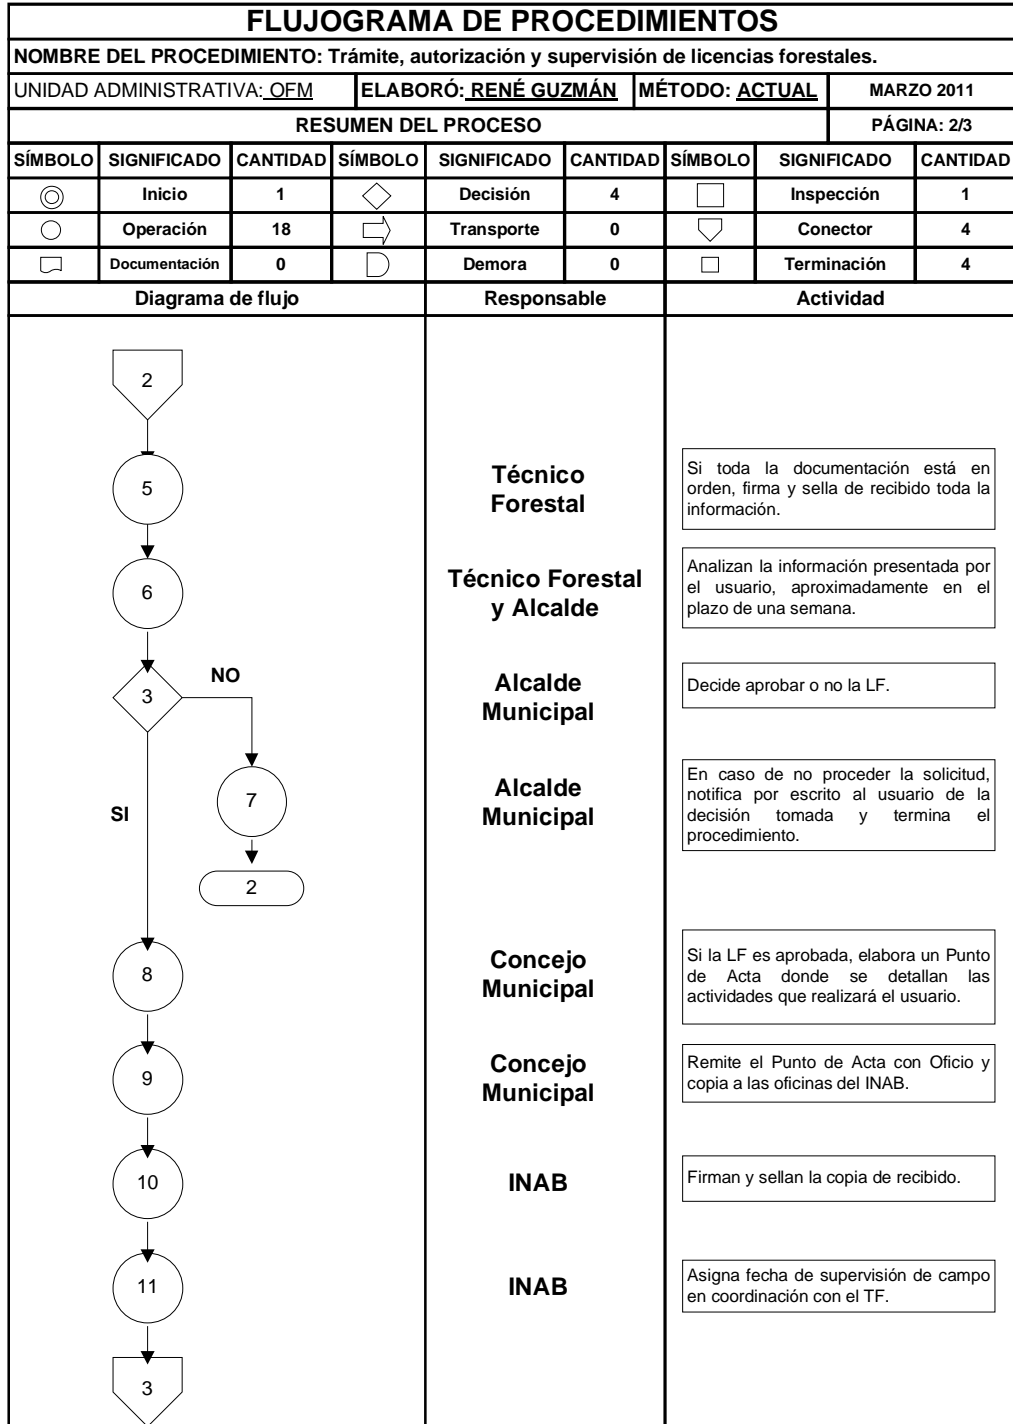 FLUJOGRAMA DE PROCEDIMIENTOS
NOMBRE DEL PROCEDIMIENTO: Trámite, autorización y supervisión de licencias forestales.
UNIDAD ADMINISTRATIVA: OFM ELABORÓ: RENÉ GUZMÁN MÉTODO: ACTUAL MARZO 2011
RESUMEN DEL PROCESO PÁGINA: 2/3
SÍMBOLO SIGNIFICADO CANTIDAD SÍMBOLO SIGNIFICADO CANTIDAD SÍMBOLO SIGNIFICADO CANTIDAD
Inicio 1 Decisión 4 Inspección 1
Operación 18 Transporte 0 Conector 4
Documentación 0 Demora 0 Terminación 4
Diagrama de flujo Responsable Actividad
2
5
Técnico
Forestal
Si toda la documentación está en
orden, firma y sella de recibido toda la
información.
6
Técnico Forestal
y Alcalde
Analizan la información presentada por
el usuario, aproximadamente en el
plazo de una semana.
3
NO
Alcalde
Municipal
Decide aprobar o no la LF.
SI
7
Alcalde
Municipal
En caso de no proceder la solicitud,
notifica por escrito al usuario de la
decisión tomada y termina el
procedimiento.
2
8
Concejo
Municipal
Si la LF es aprobada, elabora un Punto
de Acta donde se detallan las
actividades que realizará el usuario.
9
Concejo
Municipal
Remite el Punto de Acta con Oficio y
copia a las oficinas del INAB.
10
INAB
Firman y sellan la copia de recibido.
11
INAB
Asigna fecha de supervisión de campo
en coordinación con el TF.
3